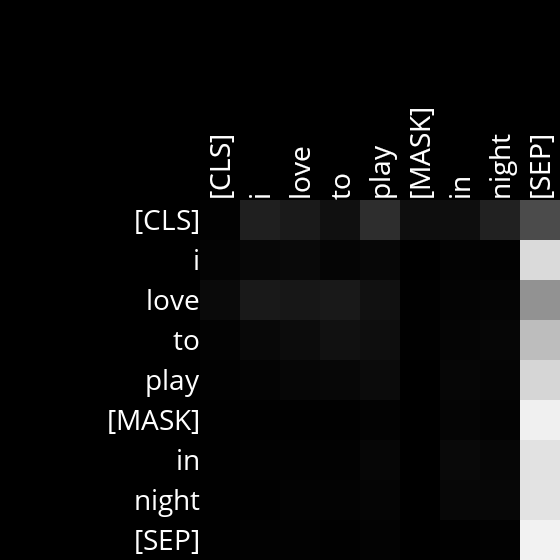 [CLS] i love to play [MASK] in night [SEP]
[CLS]
i
love
to
play
[MASK]
in
night
[SEP]